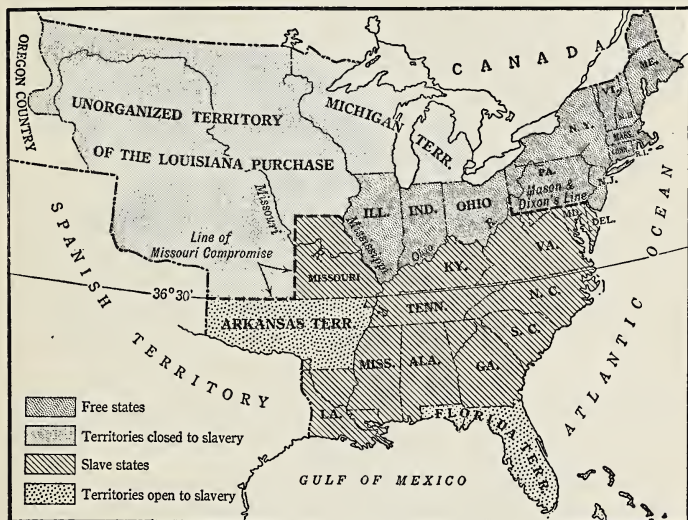 OREGON COUNTRY
CANADA
UNORGANIZED TERRITORY
OF THE LOUISIANA PURCHASE
MICHIGAN TERR.
ME.
VT.
N.H.
N.Y.
MASS.
CONN.
R.I.
PA.
Mason &
Dixon's Line
N.J.
MD.
DEL.
ILL.
IND.
OHIO
R.
Missouri
Mississippi
Ohio
Line of
Missouri Compromise
R.
MISSOURI
KY.
VA.
36°30'
TENN.
N. C.
ARKANSAS TERR.
S. C.
MISS.
ALA.
GA.
LA.
FLORIDA TERR.
SPANISH TERRITORY
ATLANTIC OCEAN
GULF OF MEXICO
Free states
Territories closed to slavery
Slave states
Territories open to slavery